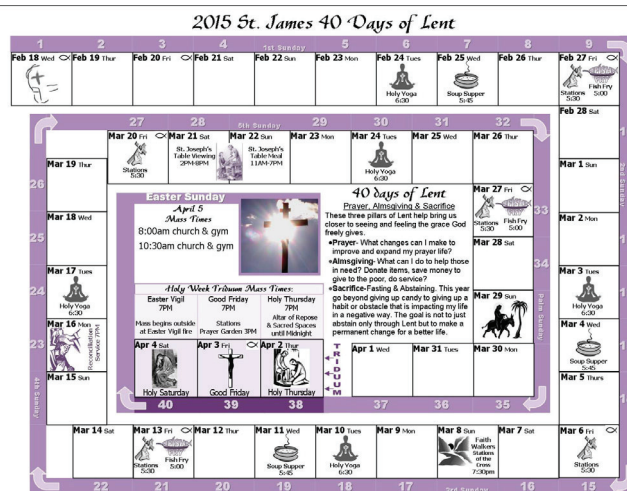 2015 St. James 40 Days of Lent
1 2 3 4 1st Sunday 5 6 7 8 9
Feb 18 Wed
Feb 19 Thur
Feb 20 Fri
Feb 21 Sat
Feb 22 Sun
Feb 23 Mon
Feb 24 Tues
Holy Yoga
6:30
Feb 25 Wed
Soup Supper
5:45
Feb 26 Thur
Feb 27 Fri
Stations
5:30
Fish Fry
5:00
Feb 28 Sat
Mar 1 Sun
2nd Sunday
Mar 2 Mon
Mar 3 Tues
Holy Yoga
6:30
Mar 4 Wed
Soup Supper
5:45
Mar 5 Thurs
Mar 6 Fri
Stations
5:30
15
Mar 7 Sat
16
Mar 8 Sun
Faith
Walkers
Stations
of the
Cross
7:30pm
3rd Sunday
Mar 9 Mon
17
Mar 10 Tues
Holy Yoga
6:30
18
Mar 11 Wed
Soup Supper
5:45
19
Mar 12 Thur
20
Mar 13 Fri
Stations
5:30
Fish Fry
5:00
21
Mar 14 Sat
22
Mar 15 Sun
4th Sunday
Mar 16 Mon
Reconciliation
Service 7PM
23
Mar 17 Tues
Holy Yoga
6:30
24
Mar 18 Wed
25
Mar 19 Thur
26
27 28 5th Sunday 29 30 31 32
Mar 20 Fri
Stations
5:30
Mar 21 Sat
St. Joseph's
Table Viewing
2PM-8PM
Mar 22 Sun
St. Joseph's
Table Meal
11AM-7PM
Mar 23 Mon
Mar 24 Tues
Holy Yoga
6:30
Mar 25 Wed
Mar 26 Thur
Mar 27 Fri
Stations
5:30
Fish Fry
5:00
33
Mar 28 Sat
34
Mar 29 Sun
Palm Sunday
Mar 30 Mon
35
Mar 31 Tues
36
Apr 1 Wed
37
TRIDUUM
Apr 2 Thur
Holy Thursday
38
Apr 3 Fri
Good Friday
39
Apr 4 Sat
Holy Saturday
40
Easter Sunday
April 5
Mass Times
8:00am church & gym
10:30am church & gym
Holy Week Triduum Mass Times:
Easter Vigil
7PM
Mass begins outside
at Easter Vigil fire
Good Friday
7PM
Stations
Prayer Garden 3PM
Holy Thursday
7PM
Altar of Repose
& Sacred Spaces
until Midnight
40 days of Lent
Prayer, Almsgiving & Sacrifice
These three pillars of Lent help bring us
closer to seeing and feeling the grace God
freely gives.
•Prayer- What changes can I make to
improve and expand my prayer life?
•Almsgiving- What can I do to help those
in need? Donate items, save money to
give to the poor, do service?
•Sacrifice-Fasting & Abstaining. This year
go beyond giving up candy to giving up a
habit or obstacle that is impacting my life
in a negative way. The goal is not to just
abstain only through Lent but to make a
permanent change for a better life.